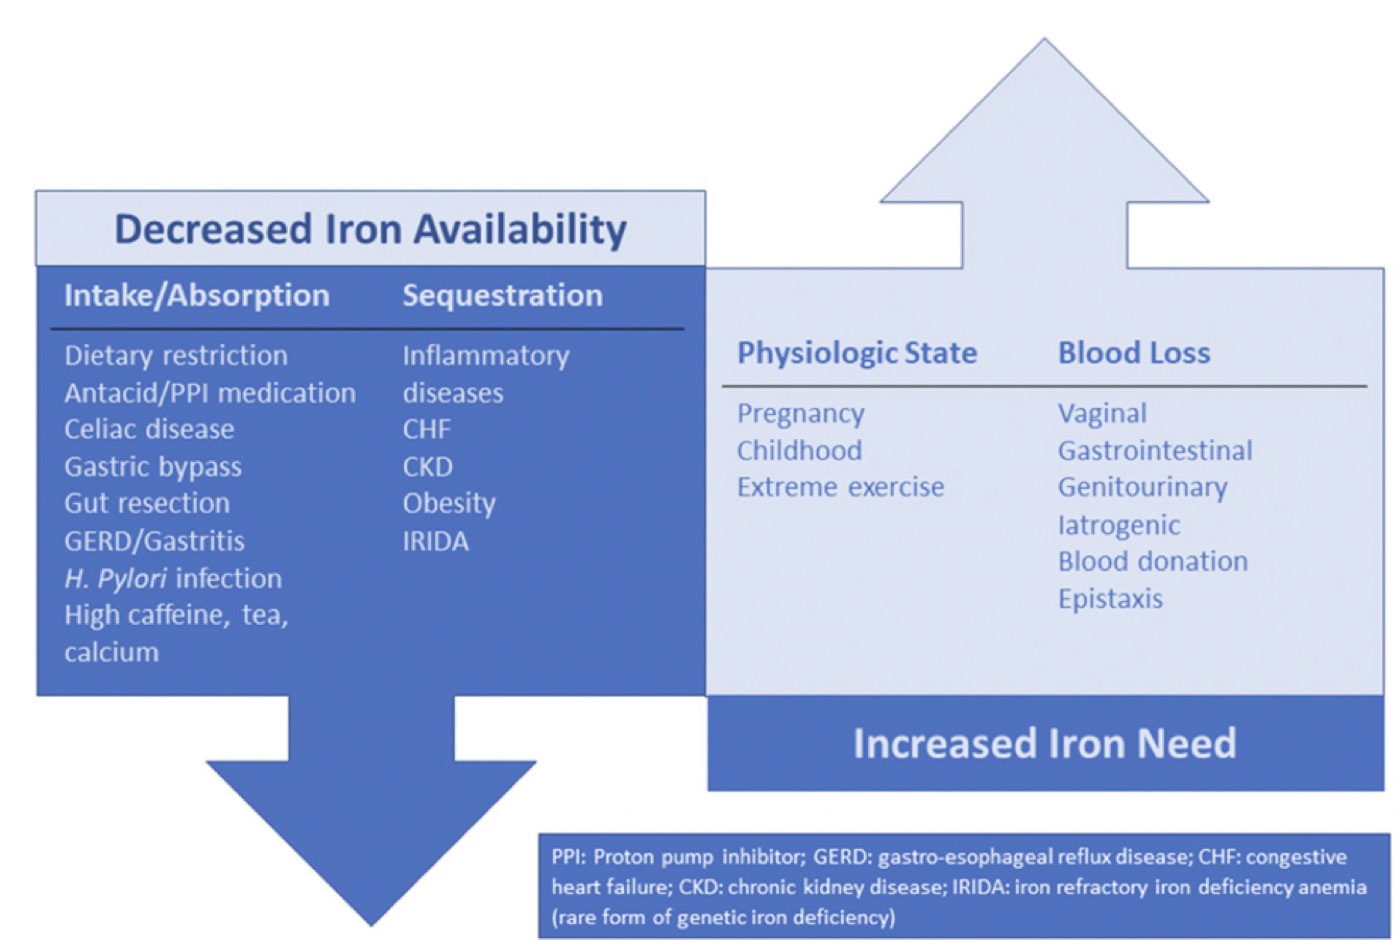 Decreased Iron Availability
Intake/Absorption
Dietary restriction
Antacid/PPI medication
Celiac disease
Gastric bypass
Gut resection
GERD/Gastritis
H. Pylori infection
High caffeine, tea,
calcium
Sequestration
Inflammatory
diseases
CHF
CKD
Obesity
IRIDA
Physiologic State
Pregnancy
Childhood
Extreme exercise
Blood Loss
Vaginal
Gastrointestinal
Genitourinary
Iatrogenic
Blood donation
Epistaxis
Increased Iron Need
PPI: Proton pump inhibitor; GERD: gastro-esophageal reflux disease; CHF: congestive
heart failure; CKD: chronic kidney disease; IRIDA: iron refractory iron deficiency anemia
(rare form of genetic iron deficiency)